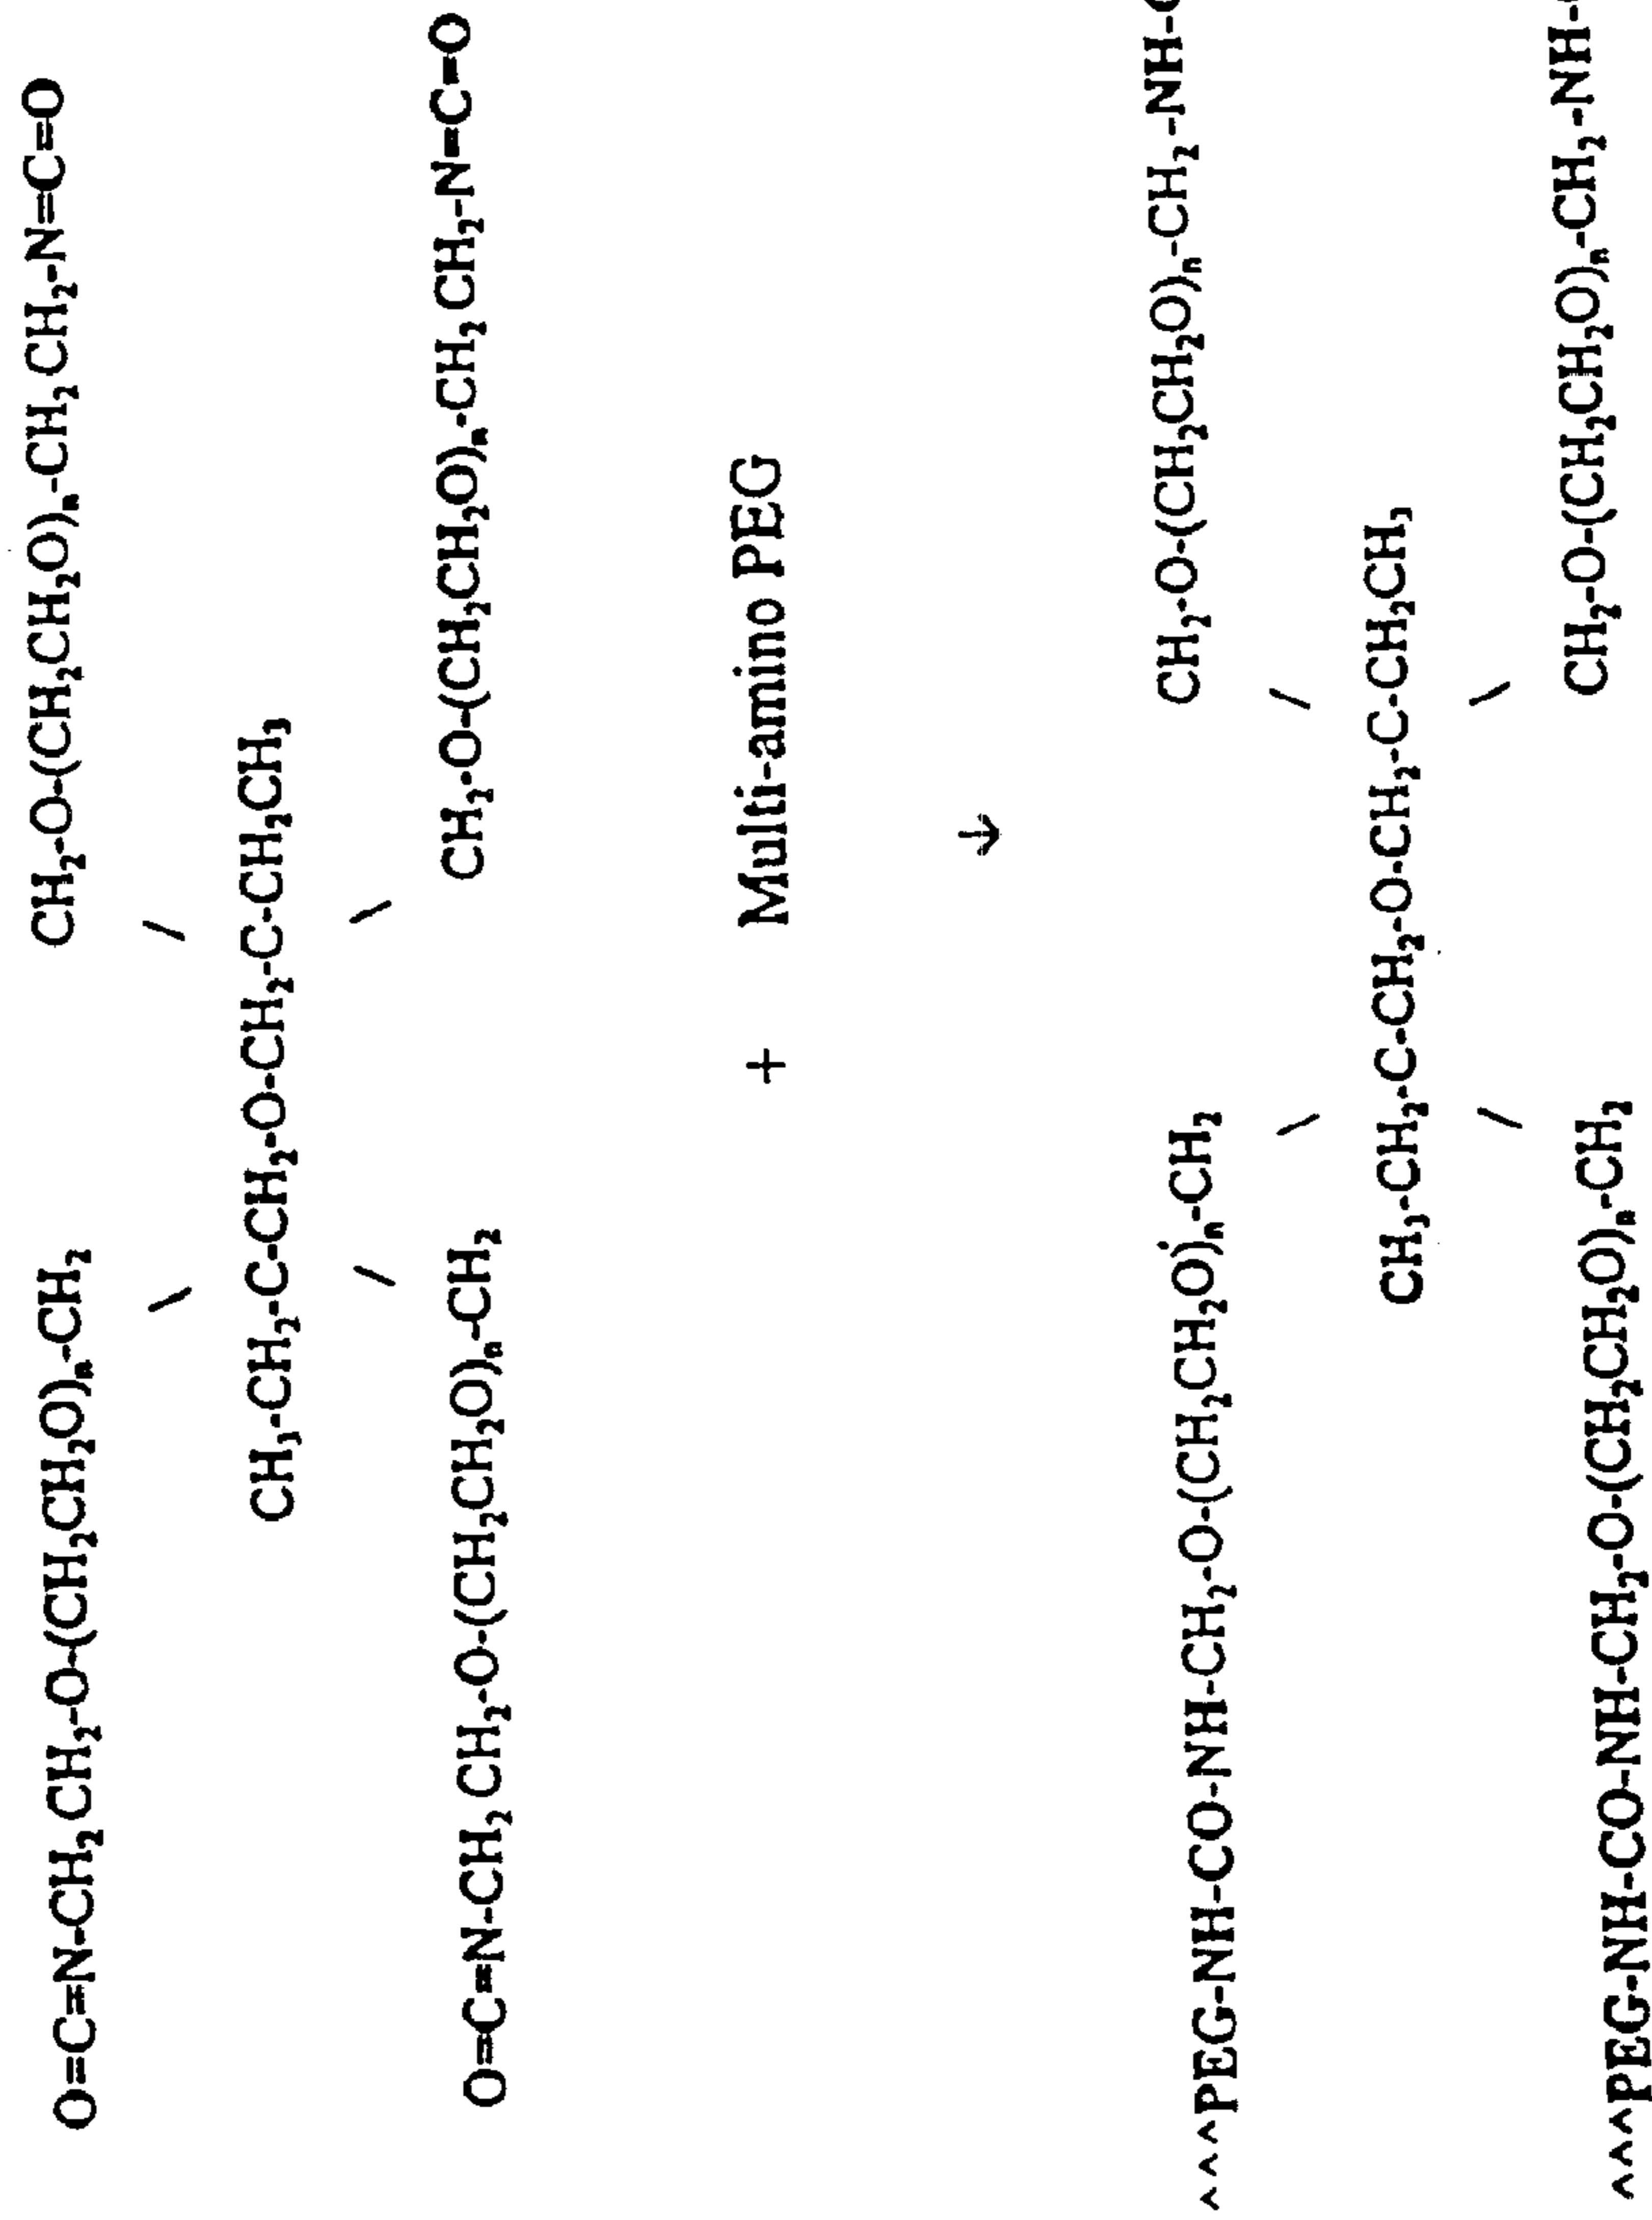 O=C=N-CH₂CH₂-O-(CH₂CH₂O)ₙ-CH₂ CH₂-O-(CH₂CH₂O)ₙ-CH₂CH₂-N=C=O
\ /
CH₃-CH₂-C-CH₂-O-CH₂-C-CH₂CH₃
/ \
O=C=N-CH₂CH₂-O-(CH₂CH₂O)ₙ-CH₂ CH₂-O-(CH₂CH₂O)ₙ-CH₂CH₂-N=C=O
+ Multi-amino PEG
→
^^^PEG-NH-CO-NH-CH₂-O-(CH₂CH₂O)ₙ-CH₂ CH₂-O-(CH₂CH₂O)ₙ-CH₂-NH-
\ /
CH₃-CH₂-C-CH₂-O-CH₂-C-CH₂CH₃
/ \
^^^PEG-NH-CO-NH-CH₂-O-(CH₂CH₂O)ₙ-CH₂ CH₂-O-(CH₂CH₂O)ₙ-CH₂-NH-